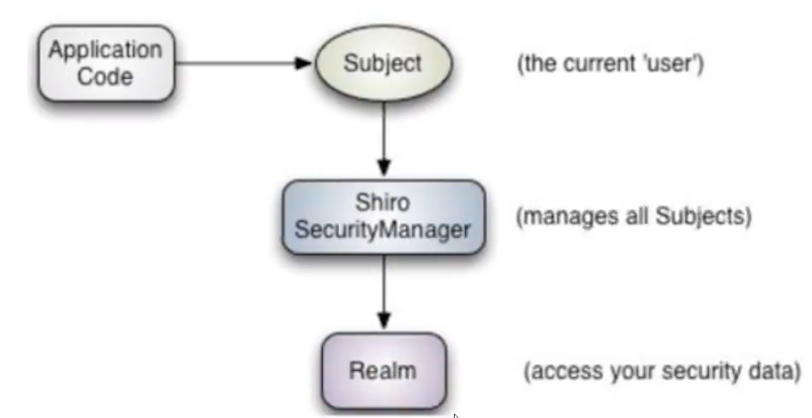 Application
Code
Subject
(the current 'user')
Shiro
SecurityManager
(manages all Subjects)
Realm
(access your security data)